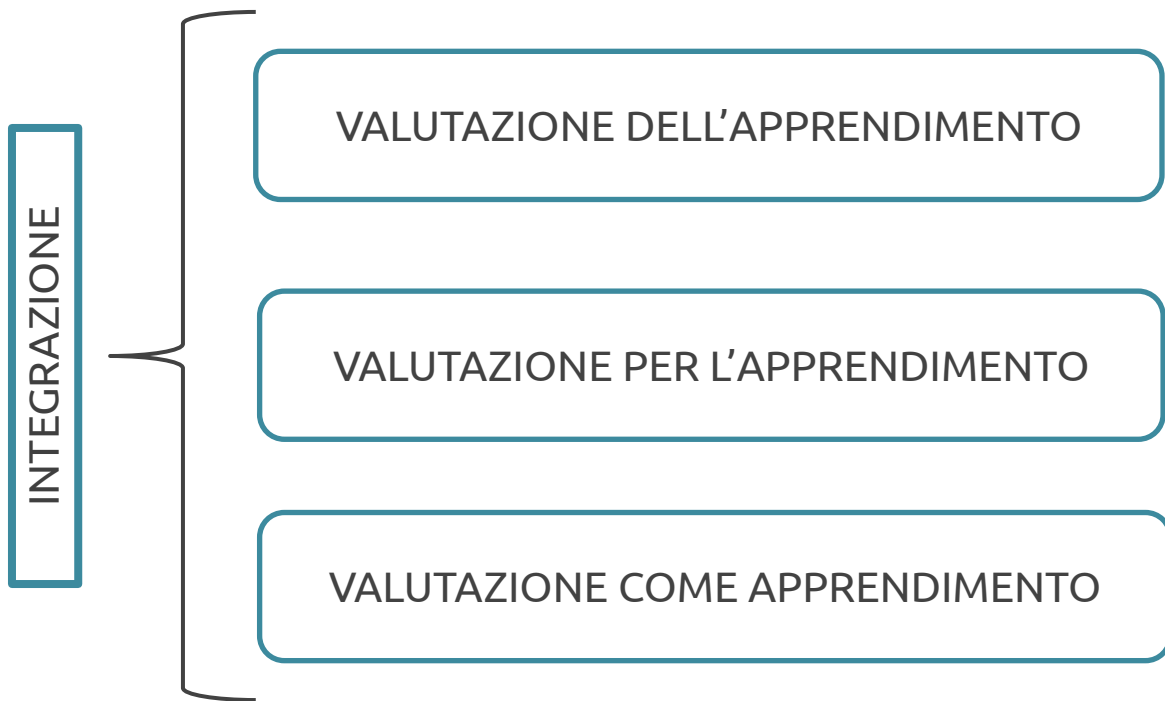 INTEGRAZIONE
VALUTAZIONE DELL’APPRENDIMENTO
VALUTAZIONE PER L’APPRENDIMENTO
VALUTAZIONE COME APPRENDIMENTO